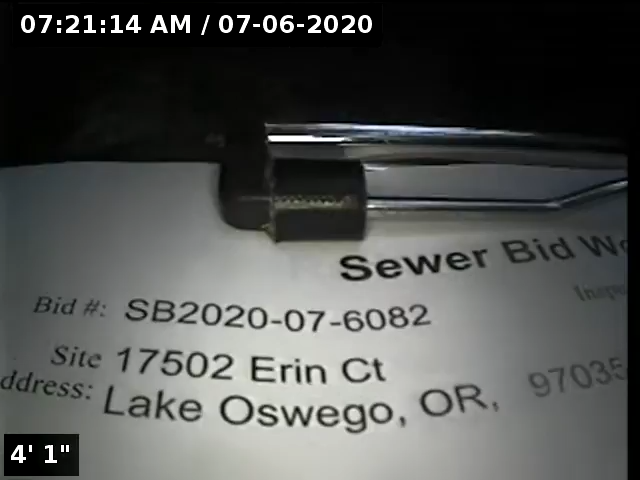 07:21:14 AM / 07-06-2020
Sewer Bid
Bid #: SB2020-07-6082
Site 17502 Erin Ct
ddress: Lake Oswego, OR, 97035
4' 1"